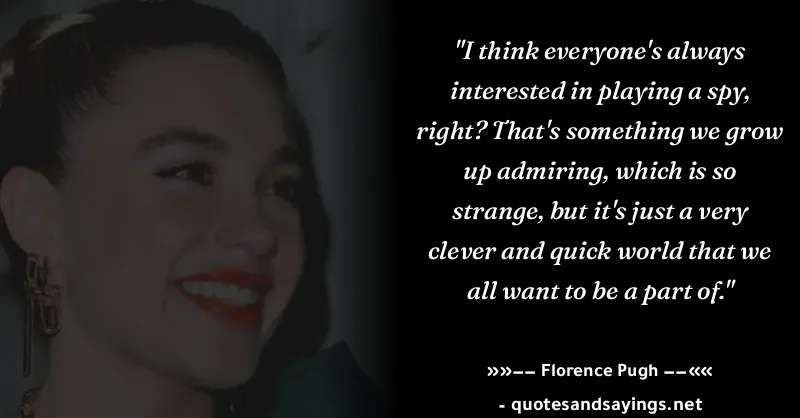 "I think everyone's always
interested in playing a spy,
right? That's something we grow
up admiring, which is so
strange, but it's just a very
clever and quick world that we
all want to be a part of."
»»−− Florence Pugh −−««
- quotesandsayings.net